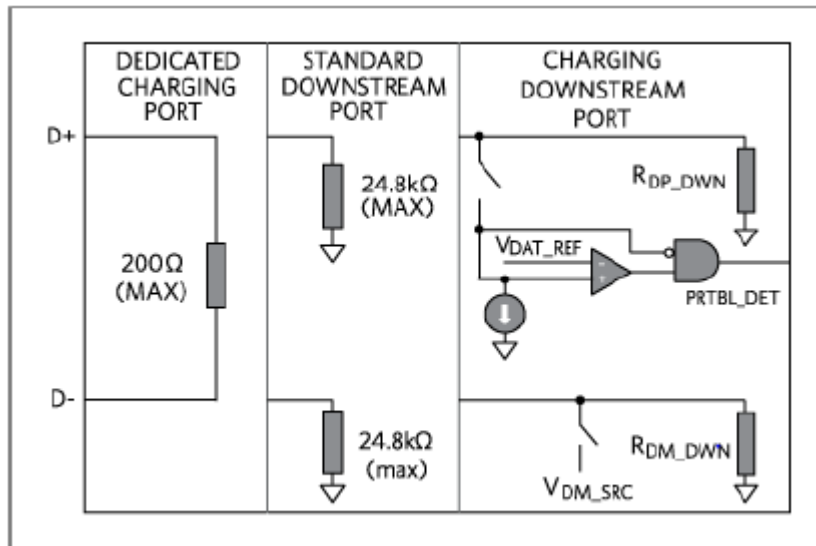 DEDICATED
CHARGING
PORT
STANDARD
DOWNSTREAM
PORT
CHARGING
DOWNSTREAM
PORT
D+
24.8kΩ
(MAX)
RDP_DWN
200Ω
(MAX)
VDAT_REF
PRTBL_DET
D-
24.8kΩ
(max)
RDM_DWN
VDM_SRC